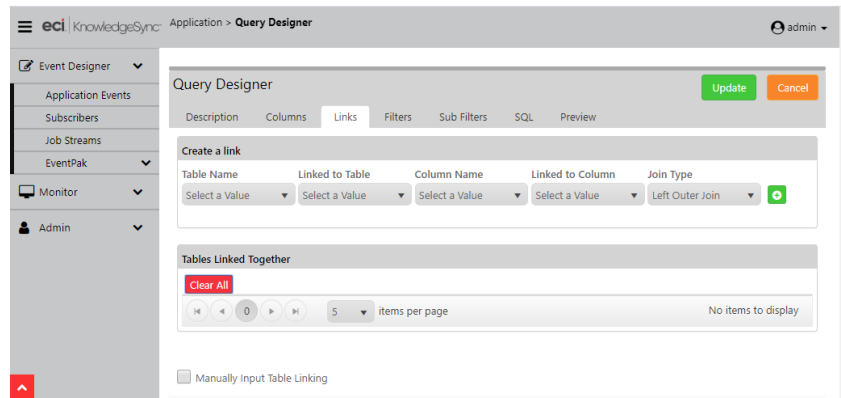 eci KnowledgeSync
Application > Query Designer
admin
Event Designer
Application Events
Subscribers
Job Streams
EventPak
Monitor
Admin
Query Designer
Update
Cancel
Description Columns Links Filters Sub Filters SQL Preview
Create a link
Table Name Linked to Table Column Name Linked to Column Join Type
Select a Value Select a Value Select a Value Select a Value Left Outer Join
Tables Linked Together
Clear All
0 5 items per page No items to display
Manually Input Table Linking